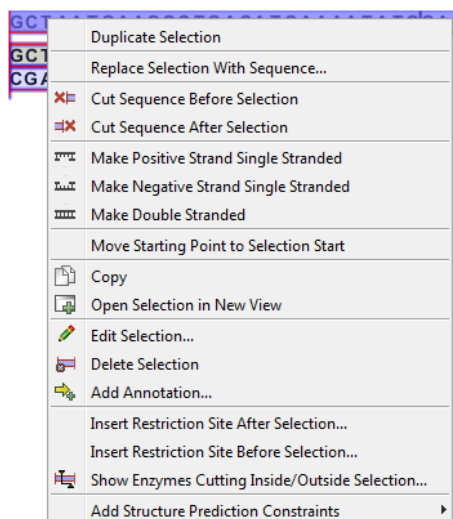 GCT
Duplicate Selection
GCT
Replace Selection With Sequence...
CGA
Cut Sequence Before Selection
Cut Sequence After Selection
Make Positive Strand Single Stranded
Make Negative Strand Single Stranded
Make Double Stranded
Move Starting Point to Selection Start
Copy
Open Selection in New View
Edit Selection...
Delete Selection
Add Annotation...
Insert Restriction Site After Selection...
Insert Restriction Site Before Selection...
Show Enzymes Cutting Inside/Outside Selection...
Add Structure Prediction Constraints